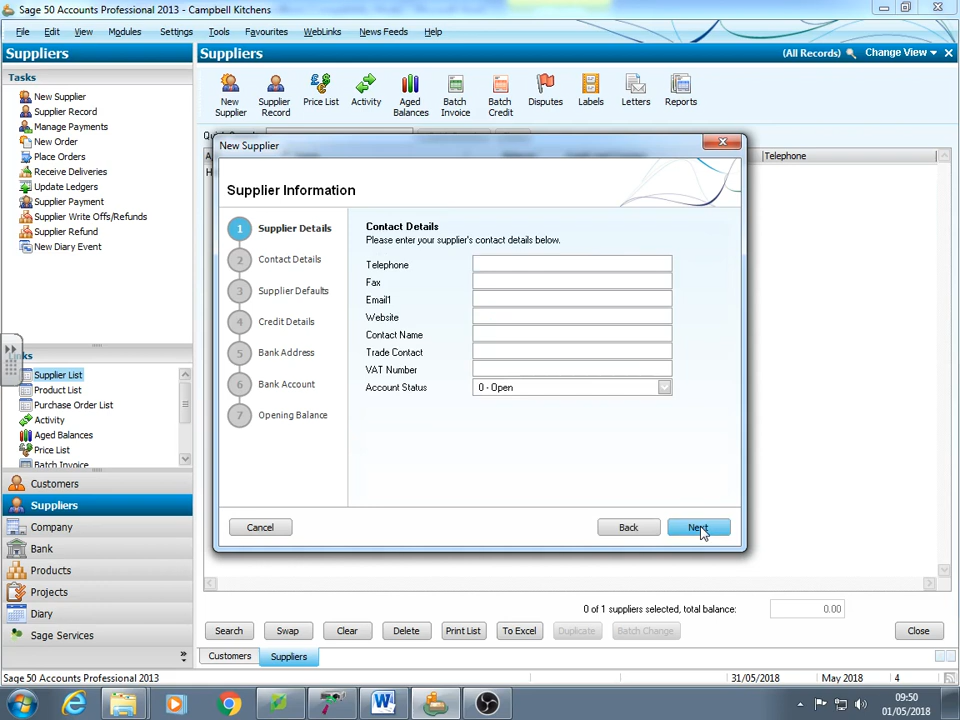 Sage 50 Accounts Professional 2013 - Campbell Kitchens
File Edit View Modules Settings Tools Favourites WebLinks News Feeds Help
Suppliers
Suppliers
(All Records) Change View
Tasks
New Supplier
Supplier Record
Manage Payments
New Order
Place Orders
Receive Deliveries
Update Ledgers
Supplier Payment
Supplier Write Offs/Refunds
Supplier Refund
New Diary Event
New Supplier
Supplier Record
Price List
Activity
Aged Balances
Batch Invoice
Batch Credit
Disputes
Labels
Letters
Reports
Telephone
New Supplier
Supplier Information
1 Supplier Details
2 Contact Details
3 Supplier Defaults
4 Credit Details
5 Bank Address
6 Bank Account
7 Opening Balance
Contact Details
Please enter your supplier's contact details below.
Telephone
Fax
Email1
Website
Contact Name
Trade Contact
VAT Number
Account Status 0 - Open
Cancel Back Next
Supplier List
Product List
Purchase Order List
Activity
Aged Balances
Price List
Batch Invoice
Customers
Suppliers
Company
Bank
Products
Projects
Diary
Sage Services
0 of 1 suppliers selected, total balance: 0.00
Search Swap Clear Delete Print List To Excel Duplicate Batch Change Close
Customers Suppliers
Sage 50 Accounts Professional 2013 31/05/2018 May 2018 4
09:50
01/05/2018